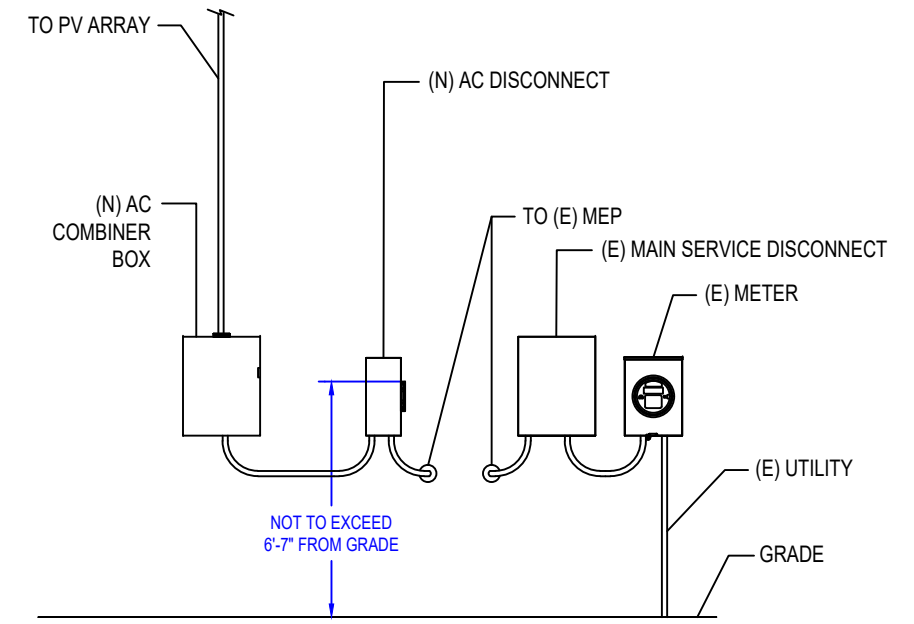 TO PV ARRAY
(N) AC DISCONNECT
(N) AC
COMBINER
BOX
TO (E) MEP
(E) MAIN SERVICE DISCONNECT
(E) METER
(E) UTILITY
NOT TO EXCEED
6'-7" FROM GRADE
GRADE